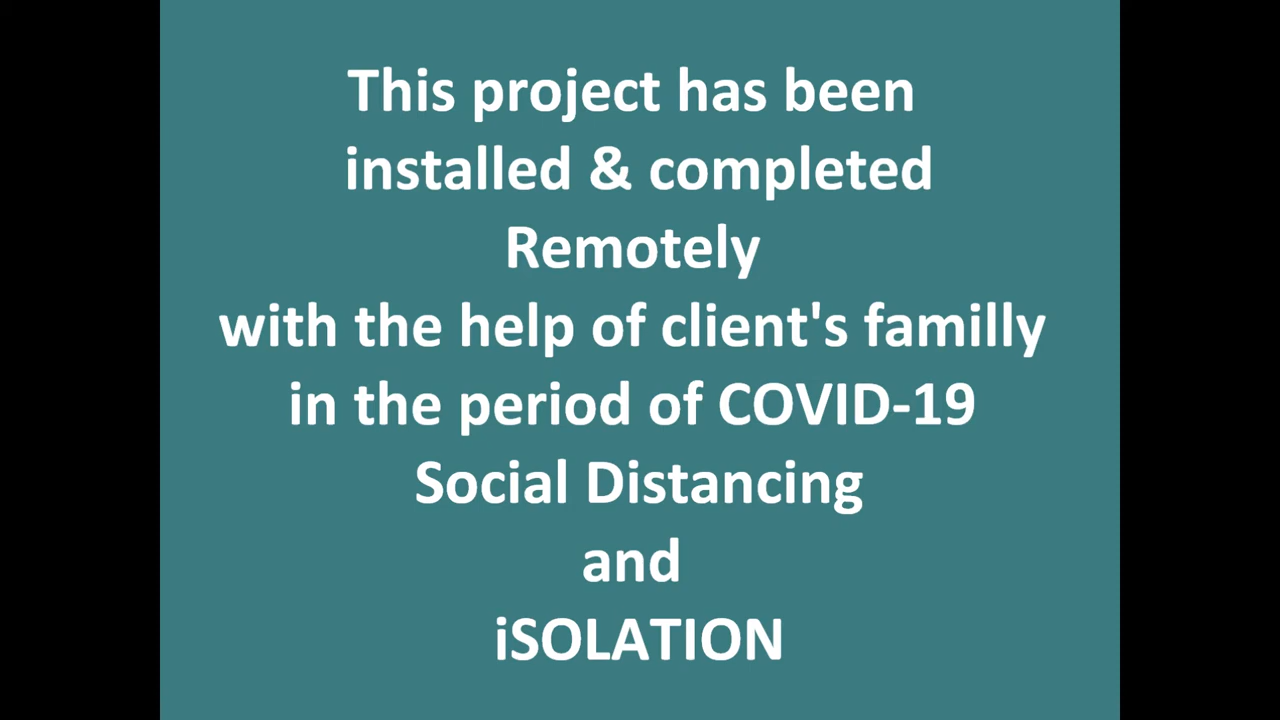 This project has been
installed & completed
Remotely
with the help of client's familly
in the period of COVID-19
Social Distancing
and
iSOLATION